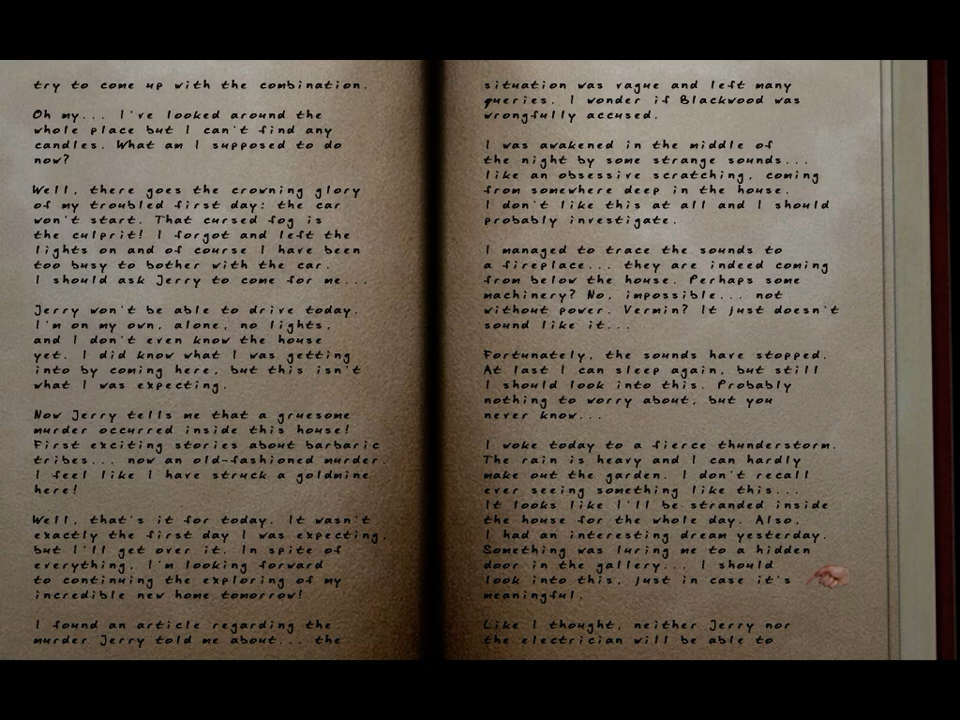 try to come up with the combination.
Oh my... I've looked around the
whole place but I can't find any
candles. What am I supposed to do
now?
Well, there goes the crowning glory
of my troubled first day: the car
won't start. That cursed fog is
the culprit! I forgot and left the
lights on and of course I have been
too busy to bother with the car.
I should ask Jerry to come for me...
Jerry won't be able to drive today.
I'm on my own, alone, no lights,
and I don't even know the house
yet. I did know what I was getting
into by coming here, but this isn't
what I was expecting.
Now Jerry tells me that a gruesome
murder occurred inside this house!
First exciting stories about barbaric
tribes... now an old-fashioned murder.
I feel like I have struck a goldmine
here!
Well, that's it for today. It wasn't
exactly the first day I was expecting,
but I'll get over it. In spite of
everything, I'm looking forward
to continuing the exploring of my
incredible new home tomorrow!
I found an article regarding the
murder Jerry told me about... the
situation was vague and left many
queries. I wonder if Blackwood was
wrongfully accused.
I was awakened in the middle of
the night by some strange sounds...
like an obsessive scratching, coming
from somewhere deep in the house.
I don't like this at all and I should
probably investigate.
I managed to trace the sounds to
a fireplace... they are indeed coming
from below the house. Perhaps some
machinery? No, impossible... not
without power. Vermin? It just doesn't
sound like it...
Fortunately, the sounds have stopped.
At last I can sleep again, but still
I should look into this. Probably
nothing to worry about, but you
never know...
I woke today to a fierce thunderstorm.
The rain is heavy and I can hardly
make out the garden. I don't recall
ever seeing something like this...
It looks like I'll be stranded inside
the house for the whole day. Also,
I had an interesting dream yesterday.
Something was luring me to a hidden
door in the gallery... I should
look into this, just in case it's
meaningful.
Like I thought, neither Jerry nor
the electrician will be able to